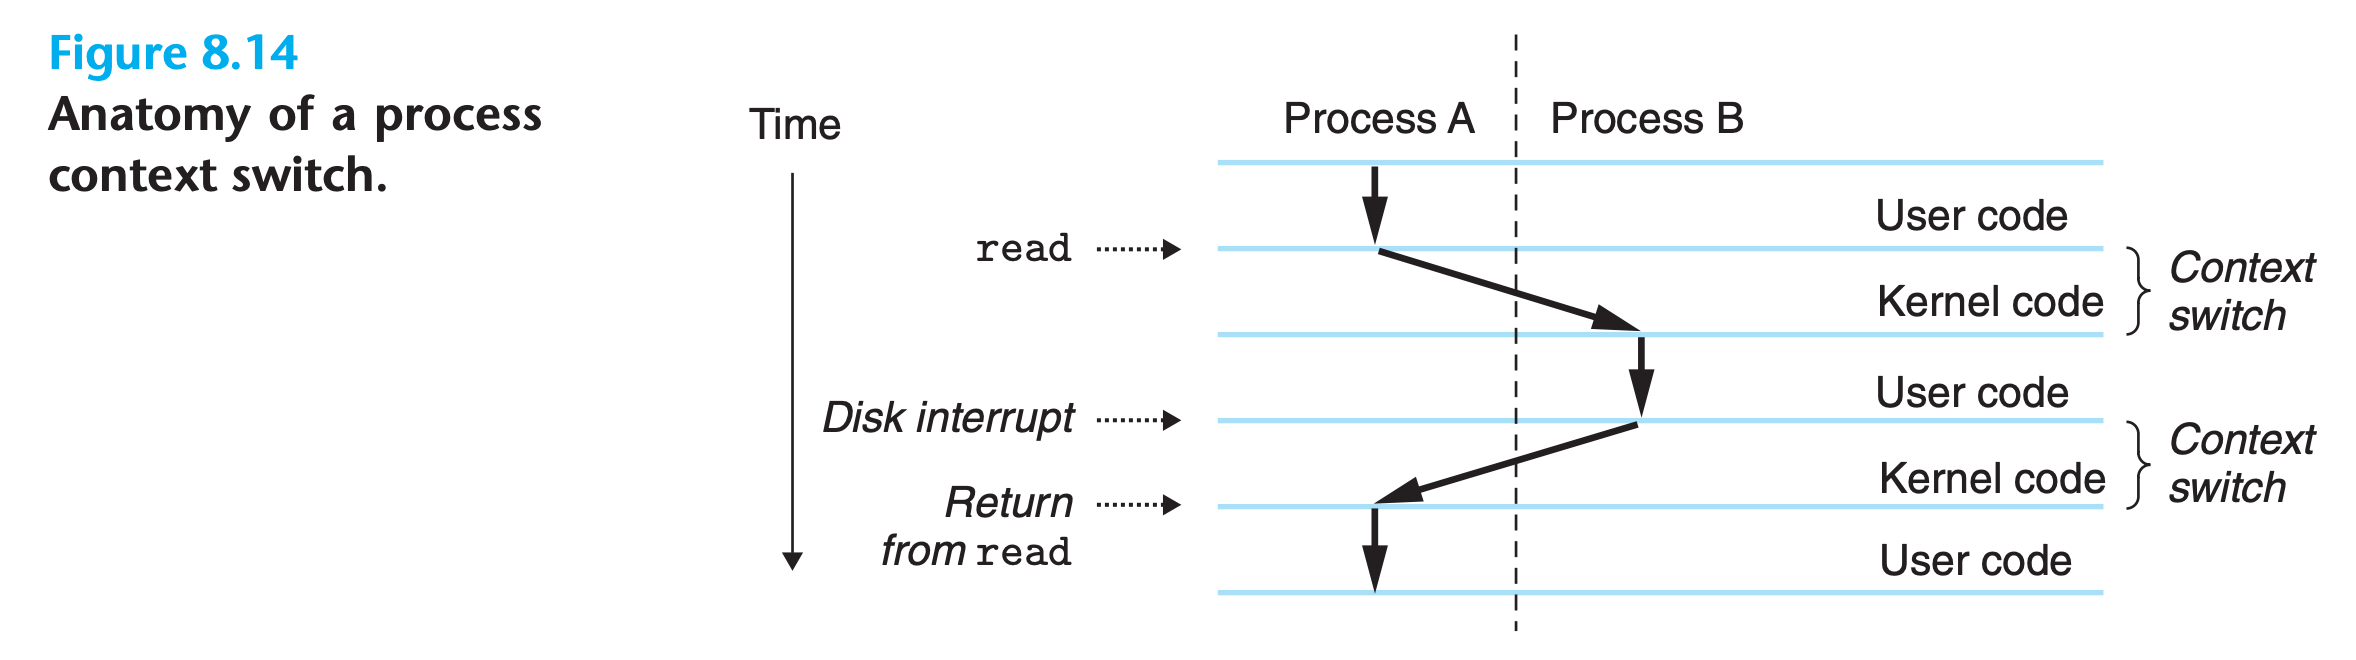 Figure 8.14
Anatomy of a process
context switch.
Time
Process A
Process B
User code
read
Context
switch
Kernel code
User code
Disk interrupt
Context
switch
Kernel code
Return
from read
User code